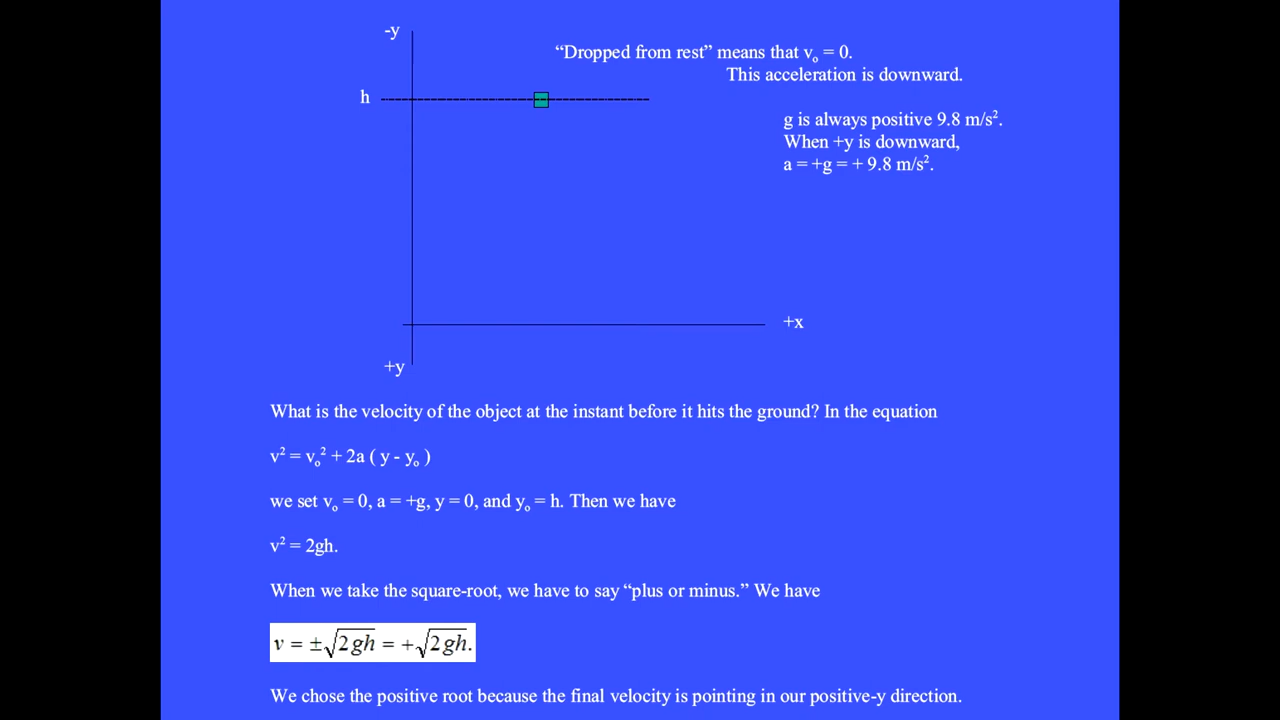 -y
“Dropped from rest” means that vₒ = 0.
This acceleration is downward.
h
g is always positive 9.8 m/s².
When +y is downward,
a = +g = + 9.8 m/s².
+x
+y
What is the velocity of the object at the instant before it hits the ground? In the equation
v² = vₒ² + 2a ( y - yₒ )
we set vₒ = 0, a = +g, y = 0, and yₒ = h. Then we have
v² = 2gh.
When we take the square-root, we have to say “plus or minus.” We have
v = ±√2gh = +√2gh.
We chose the positive root because the final velocity is pointing in our positive-y direction.